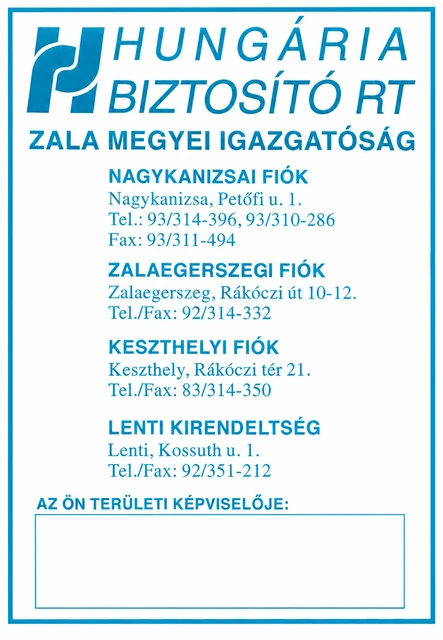 HUNGÁRIA
BIZTOSÍTÓ RT
ZALA MEGYEI IGAZGATÓSÁG
NAGYKANIZSAI FIÓK
Nagykanizsa, Petőfi u. 1.
Tel.: 93/314-396, 93/310-286
Fax: 93/311-494
ZALAEGERSZEGI FIÓK
Zalaegerszeg, Rákóczi út 10-12.
Tel./Fax: 92/314-332
KESZTHELYI FIÓK
Keszthely, Rákóczi tér 21.
Tel./Fax: 83/314-350
LENTI KIRENDELTSÉG
Lenti, Kossuth u. 1.
Tel./Fax: 92/351-212
AZ ÖN TERÜLETI KÉPVISELŐJE: